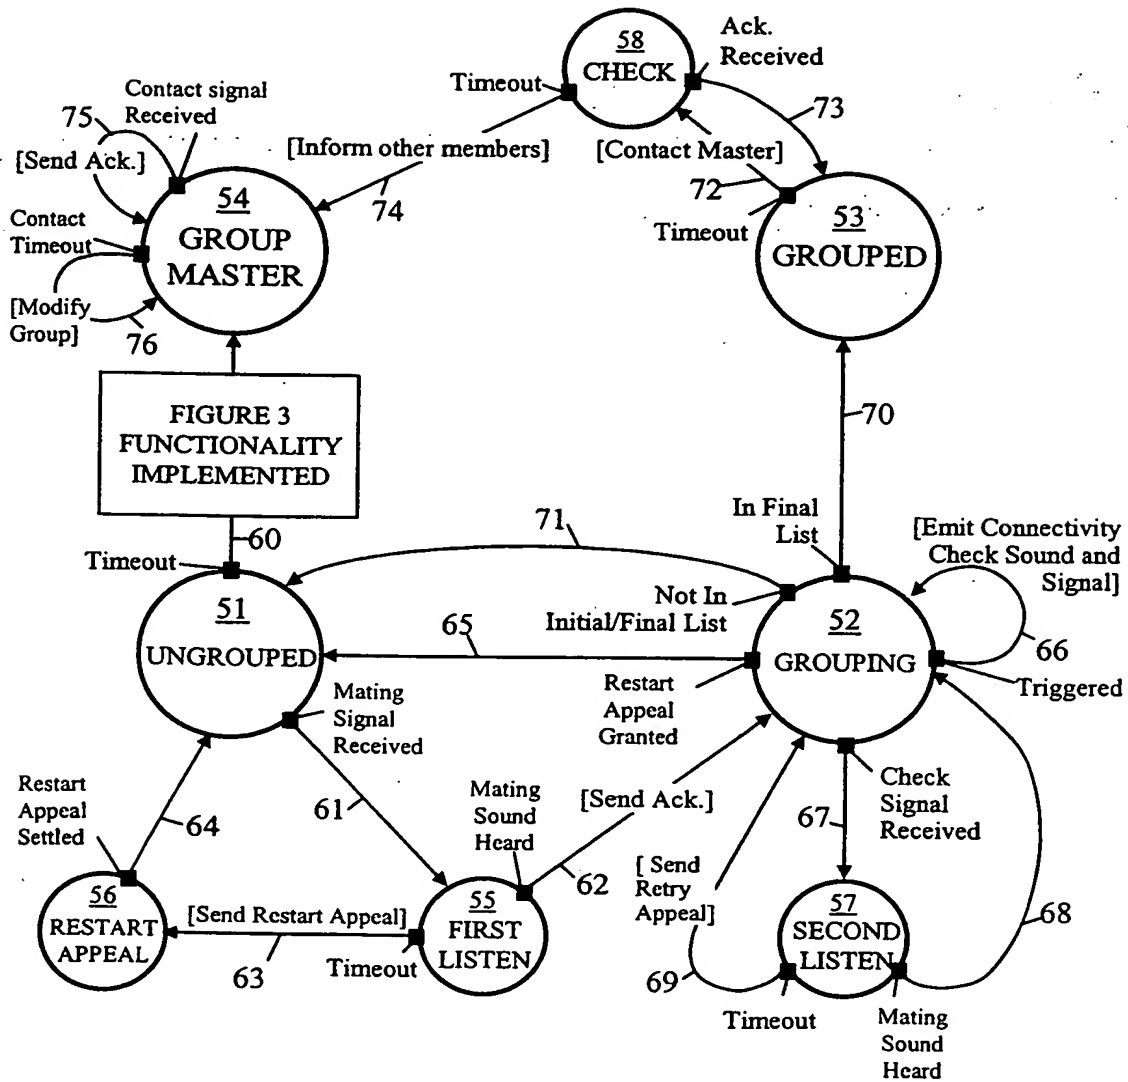 58
CHECK
Ack.
Received
Timeout
73
[Inform other members]
[Contact Master]
74
72
Timeout
Contact signal
Received
75
[Send Ack.]
54
GROUP
MASTER
Contact
Timeout
[Modify
Group]
76
53
GROUPED
FIGURE 3
FUNCTIONALITY
IMPLEMENTED
70
60
Timeout
71
In Final
List
[Emit Connectivity
Check Sound and
Signal]
Not In
Initial/Final List
51
UNGROUPED
65
52
GROUPING
66
Triggered
Restart
Appeal
Granted
Mating
Signal
Received
Check
Signal
Received
Restart
Appeal
Settled
64
61
Mating
Sound
Heard
[Send Ack.]
67
62
[ Send
Retry
Appeal]
56
RESTART
APPEAL
[Send Restart Appeal]
63
55
FIRST
LISTEN
Timeout
57
SECOND
LISTEN
68
69
Timeout
Mating
Sound
Heard